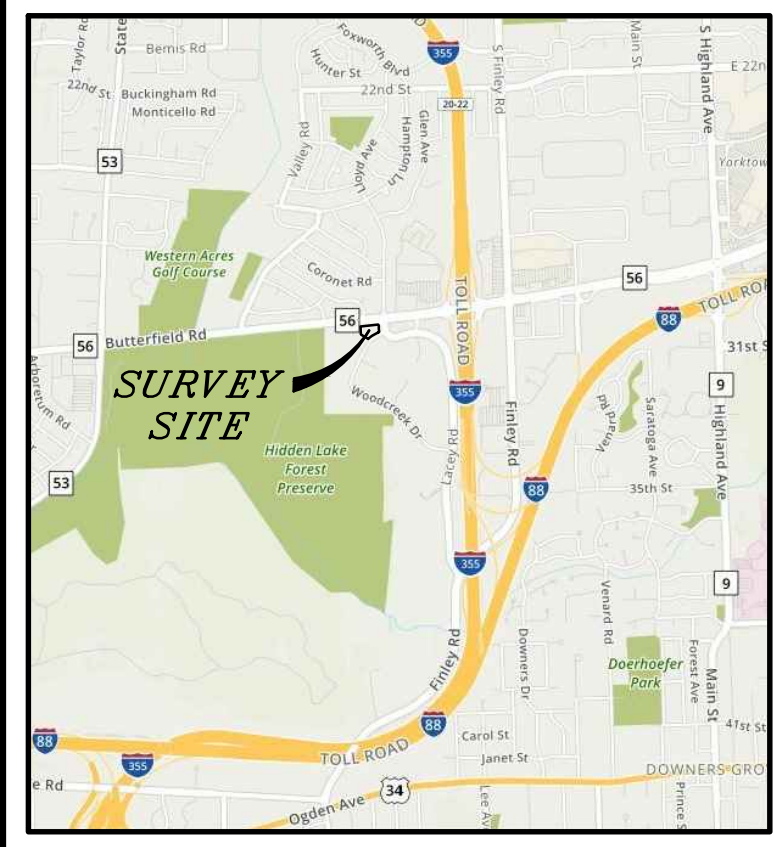 Taylor Rd
State
Bernis Rd
22nd St
Buckingham Rd
Monticello Rd
53
Foxworth Blvd
Hunter St
22nd St
Valley Rd
Lloyd Ave
Hampton Ln
Glen Ave
355
20-22
S Finley Rd
Main St
S Highland Ave
E 22n
Yorktow
Western Acres
Golf Course
Coronet Rd
56
56
TOLL ROAD
88
TOLL ROA
31st S
56
Butterfield Rd
SURVEY
SITE
Arboretum Rd
Woodcreek Dr
355
Lacey Rd
Finley Rd
Venard Rd
Saratoga Ave
9
Highland Ave
Hidden Lake
Forest
Preserve
53
88
35th St
355
9
Venard Rd
Finley Rd
Downers Dr
Doerhoefer
Park
Forest Ave
Main St
88
88
355
TOLL ROAD
Carol St
Janet St
41st St
DOWNERS GRO
e Rd
34
Ogden Ave
Lee Av
Prince S